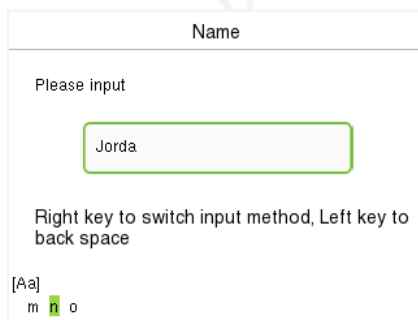 Name
Please input
Jorda
Right key to switch input method, Left key to
back space
[Aa]
m n o